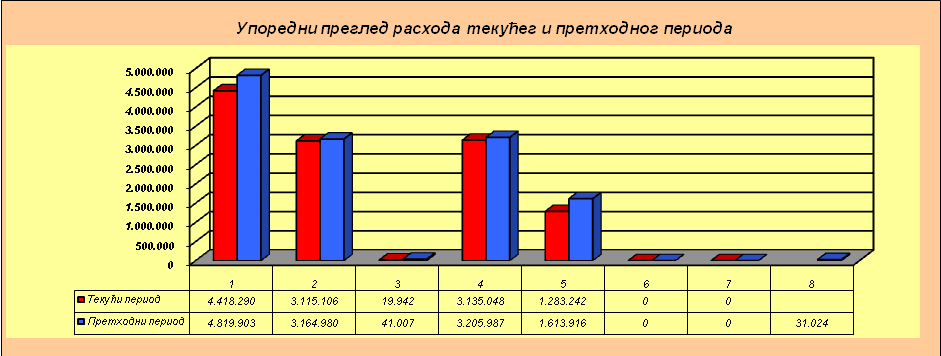 Упоредни преглед расхода текућег и претходног периода
5.000.000
4.500.000
4.000.000
3.500.000
3.000.000
2.500.000
2.000.000
1.500.000
1.000.000
500.000
0
1 2 3 4 5 6 7 8
Текући период 4.418.290 3.115.106 19.942 3.135.048 1.283.242 0 0
Претходни период 4.819.903 3.164.980 41.007 3.205.987 1.613.916 0 0 31.024